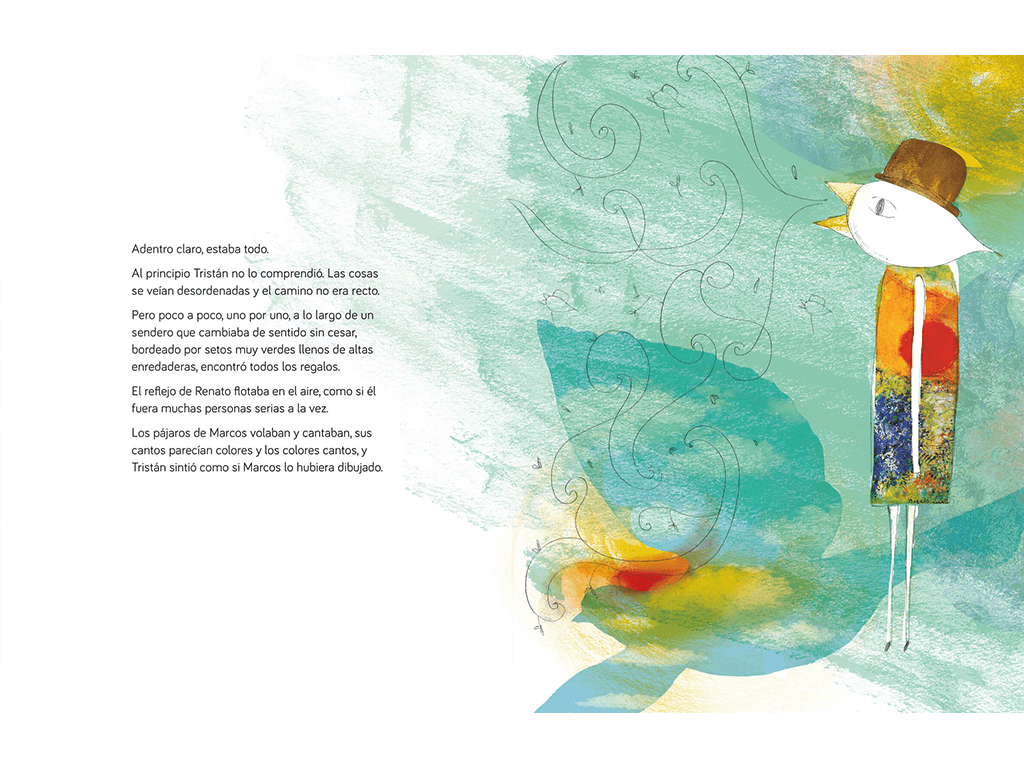 Adentro claro, estaba todo.
Al principio Tristán no lo comprendió. Las cosas
se veían desordenadas y el camino no era recto.
Pero poco a poco, uno por uno, a lo largo de un
sendero que cambiaba de sentido sin cesar,
bordeado por setos muy verdes llenos de altas
enredaderas, encontró todos los regalos.
El reflejo de Renato flotaba en el aire, como si él
fuera muchas personas serias a la vez.
Los pájaros de Marcos volaban y cantaban, sus
cantos parecían colores y los colores cantos, y
Tristán sintió como si Marcos lo hubiera dibujado.